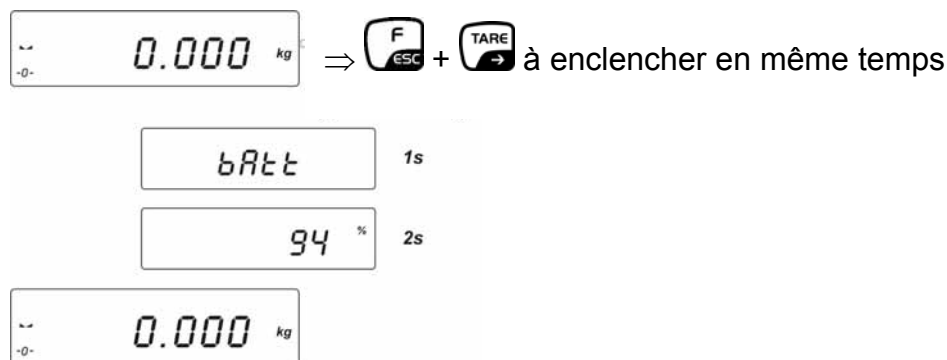 0.000 kg ⇒ F ESC + TARE → à enclencher en même temps
-0-
bAtt 1s
94 % 2s
0.000 kg
-0-